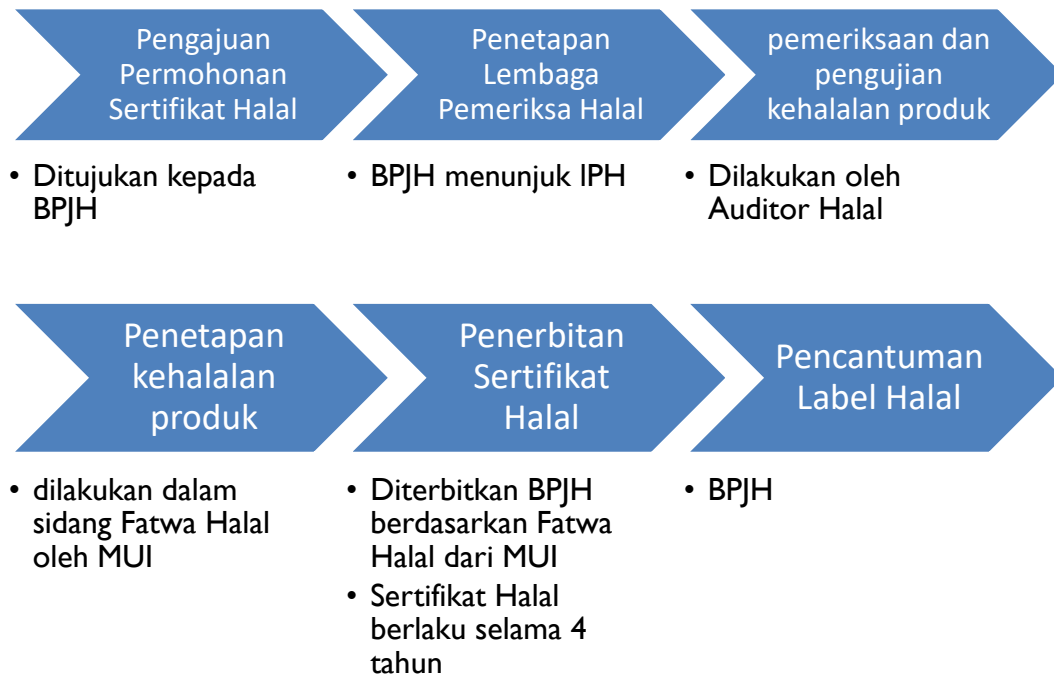 Pengajuan
Permohonan
Sertifikat Halal
• Ditujukan kepada
BPJH
Penetapan
Lembaga
Pemeriksa Halal
• BPJH menunjuk lPH
pemeriksaan dan
pengujian
kehalalan produk
• Dilakukan oleh
Auditor Halal
Penetapan
kehalalan
produk
• dilakukan dalam
sidang Fatwa Halal
oleh MUI
Penerbitan
Sertifikat
Halal
• Diterbitkan BPJH
berdasarkan Fatwa
Halal dari MUI
• Sertifikat Halal
berlaku selama 4
tahun
Pencantuman
Label Halal
• BPJH